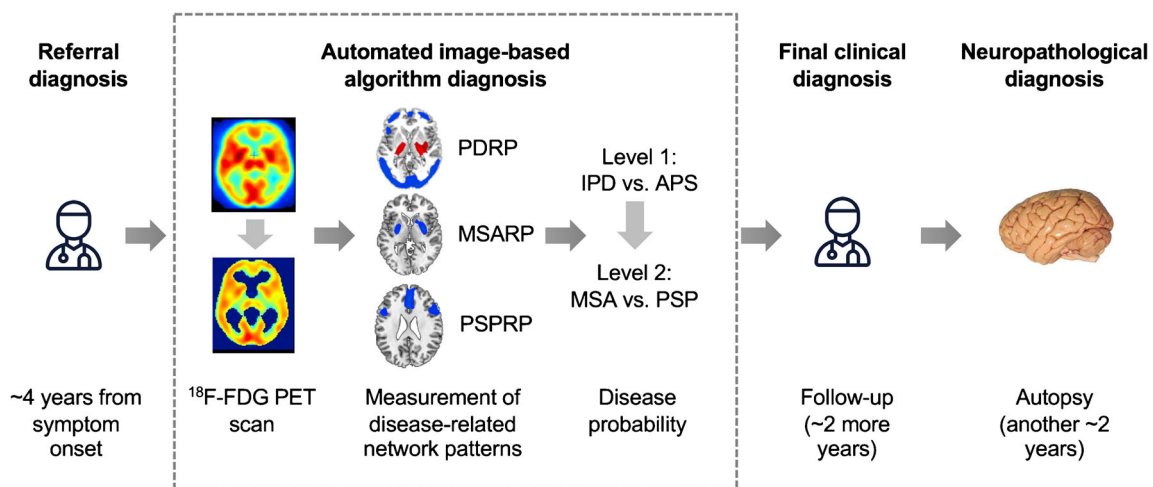 Referral
diagnosis
Automated image-based
algorithm diagnosis
Final clinical
diagnosis
Neuropathological
diagnosis
PDRP
MSARP
PSPRP
Level 1:
IPD vs. APS
Level 2:
MSA vs. PSP
~4 years from
symptom
onset
¹⁸F-FDG PET
scan
Measurement of
disease-related
network patterns
Disease
probability
Follow-up
(~2 more
years)
Autopsy
(another ~2
years)